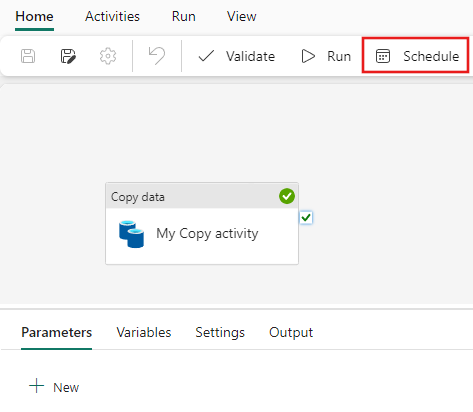 Home Activities Run View
Validate Run Schedule
Copy data
My Copy activity
Parameters Variables Settings Output
New